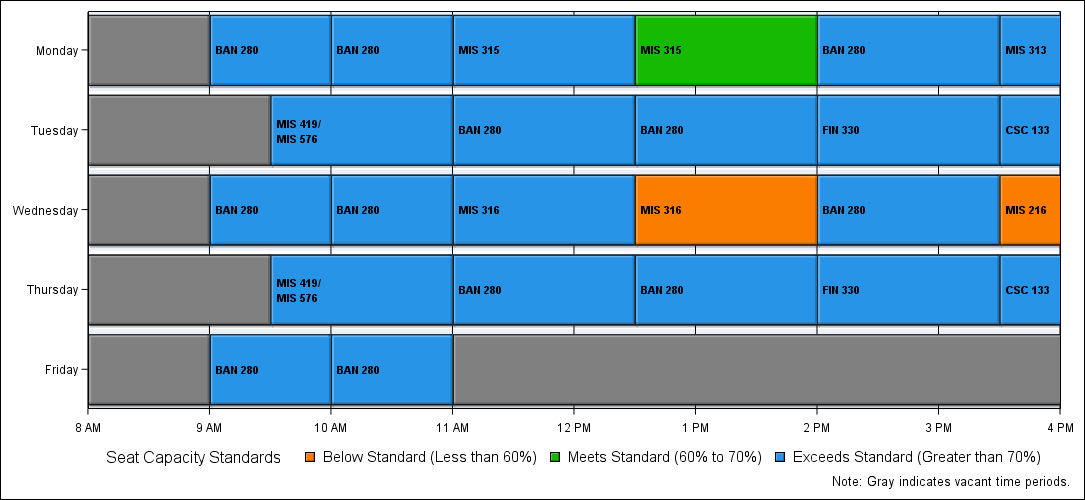 Monday
BAN 280
BAN 280
MIS 315
MIS 315
BAN 280
MIS 313
Tuesday
MIS 419/
MIS 576
BAN 280
BAN 280
FIN 330
CSC 133
Wednesday
BAN 280
BAN 280
MIS 316
MIS 316
BAN 280
MIS 216
Thursday
MIS 419/
MIS 576
BAN 280
BAN 280
FIN 330
CSC 133
Friday
BAN 280
BAN 280
8 AM 9 AM 10 AM 11 AM 12 PM 1 PM 2 PM 3 PM 4 PM
Seat Capacity Standards Below Standard (Less than 60%) Meets Standard (60% to 70%) Exceeds Standard (Greater than 70%)
Note: Gray indicates vacant time periods.